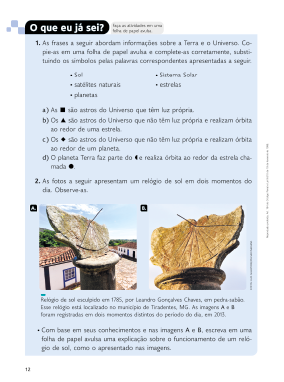 O que eu já sei?
Faça as atividades em uma
folha de papel avulsa.
1. As frases a seguir abordam informações sobre a Terra e o Universo. Co-
pie-as em uma folha de papel avulsa e complete-as corretamente, substi-
tuindo os símbolos pelas palavras correspondentes apresentadas a seguir:
• Sol
• Sistema Solar
• satélites naturais
• estrelas
• planetas
a) As ■ são astros do Universo que têm luz própria.
b) Os ▲ são astros do Universo que não têm luz própria e realizam órbita
ao redor de uma estrela.
c) Os ◆ são astros do Universo que não têm luz própria e realizam órbita
ao redor de um planeta.
d) O planeta Terra faz parte do ◖ e realiza órbita ao redor da estrela cha-
mada ●.
2. As fotos a seguir apresentam um relógio de sol em dois momentos do
dia. Observe-as.
A.
B.
Relógio de sol esculpido em 1785, por Leandro Gonçalves Chaves, em pedra-sabão.
Esse relógio está localizado no município de Tiradentes, MG. As imagens A e B
foram registradas em dois momentos distintos do período do dia, em 2013.
• Com base em seus conhecimentos e nas imagens A e B, escreva em uma
folha de papel avulsa uma explicação sobre o funcionamento de um reló-
gio de sol, como o apresentado nas imagens.
12